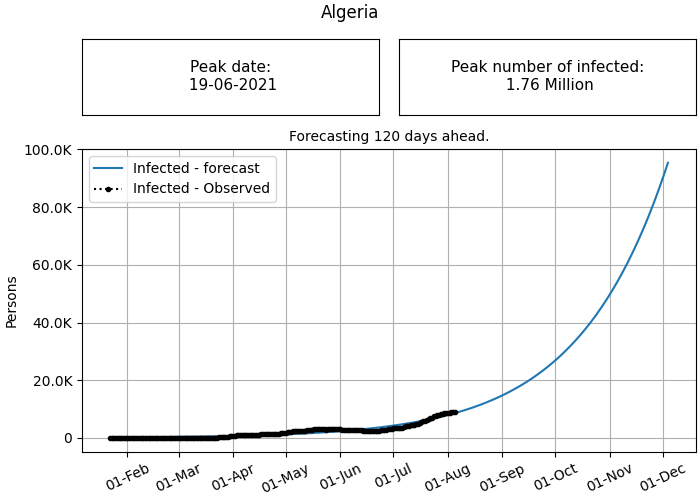 Algeria
Peak date:
19-06-2021
Peak number of infected:
1.76 Million
Forecasting 120 days ahead.
100.0K
80.0K
60.0K
40.0K
20.0K
0
Persons
Infected - forecast
Infected - Observed
01-Feb
01-Mar
01-Apr
01-May
01-Jun
01-Jul
01-Aug
01-Sep
01-Oct
01-Nov
01-Dec